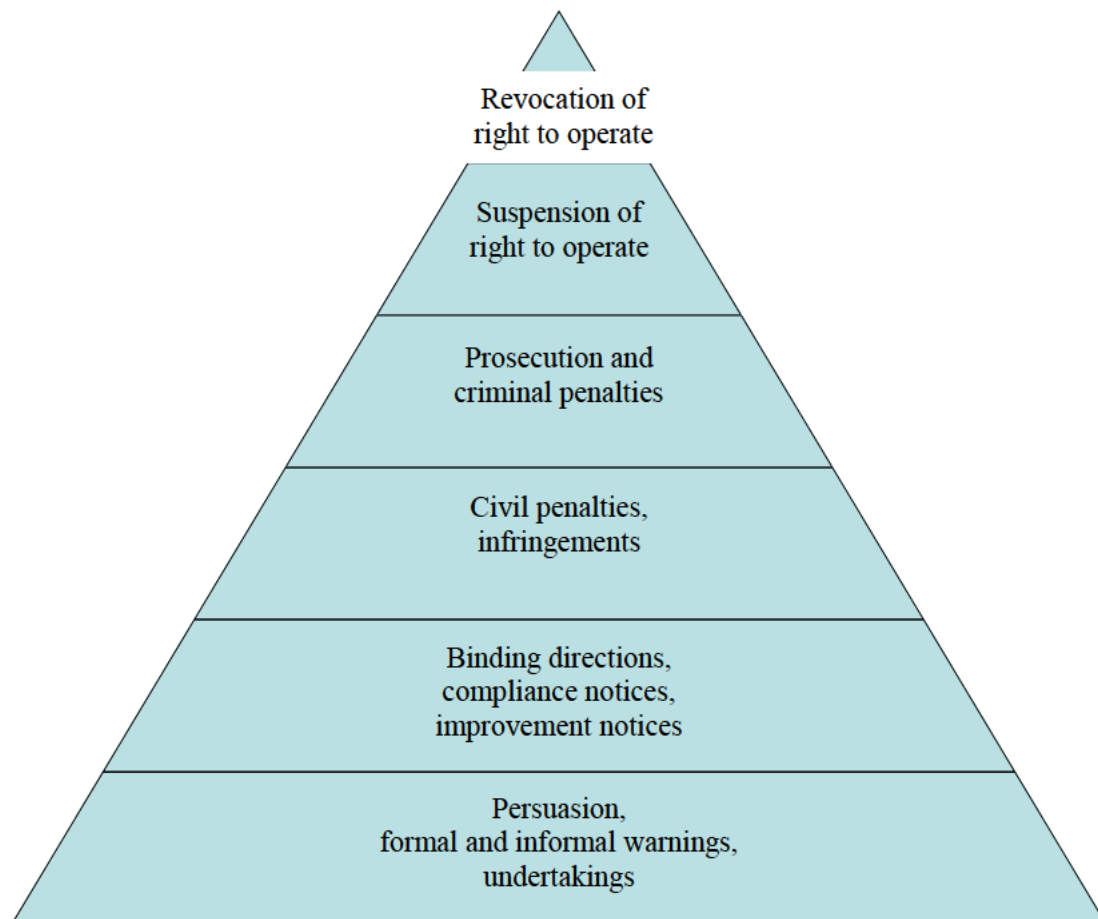 Revocation of
right to operate
Suspension of
right to operate
Prosecution and
criminal penalties
Civil penalties,
infringements
Binding directions,
compliance notices,
improvement notices
Persuasion,
formal and informal warnings,
undertakings